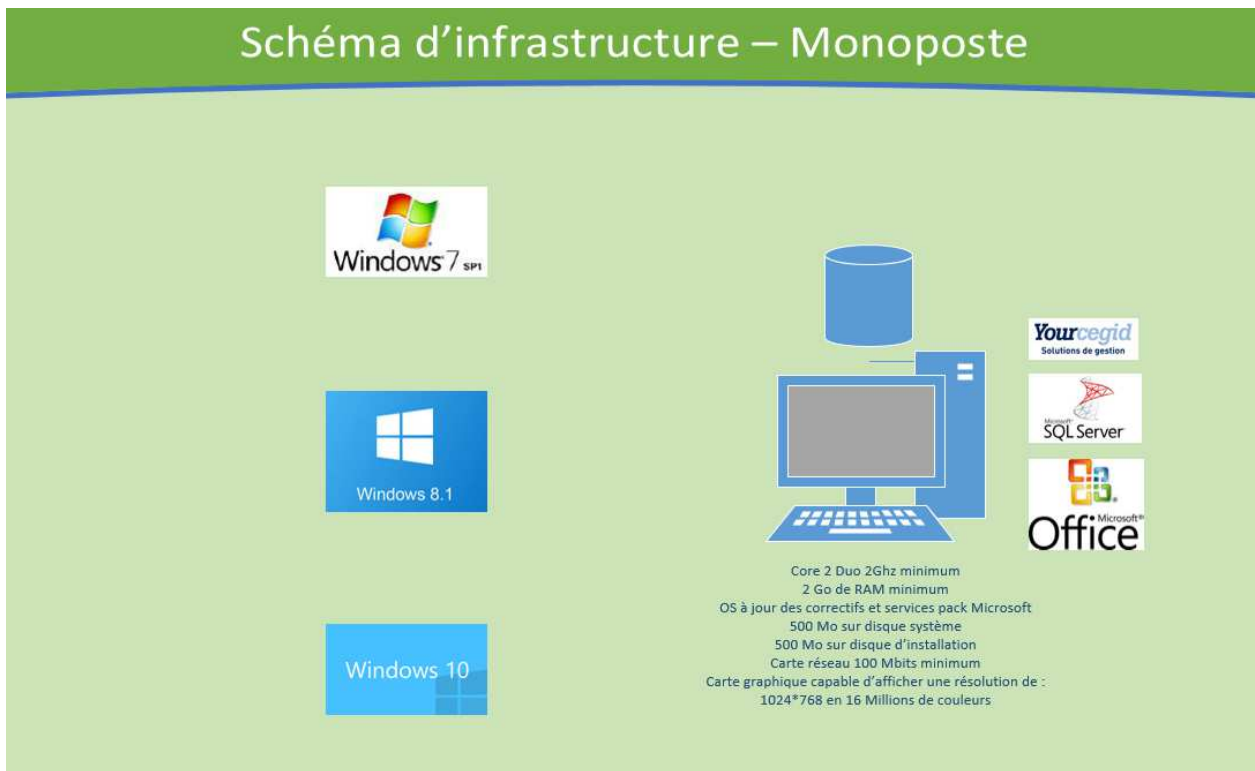 Schéma d’infrastructure – Monoposte
Windows 7 SP1
Windows 8.1
Windows 10
Yourcegid
Solutions de gestion
Microsoft®
SQL Server
Microsoft®
Office
Core 2 Duo 2Ghz minimum
2 Go de RAM minimum
OS à jour des correctifs et services pack Microsoft
500 Mo sur disque système
500 Mo sur disque d’installation
Carte réseau 100 Mbits minimum
Carte graphique capable d’afficher une résolution de :
1024*768 en 16 Millions de couleurs